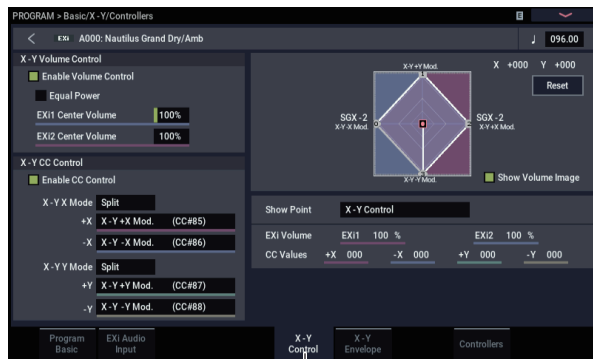 PROGRAM > Basic/X-Y/Controllers
E
EXi A000: Nautilus Grand Dry/Amb
♩ 096.00
X-Y Volume Control
Enable Volume Control
Equal Power
EXi1 Center Volume 100%
EXi2 Center Volume 100%
X-Y CC Control
Enable CC Control
X-Y X Mode Split
+X X-Y +X Mod. (CC#85)
-X X-Y -X Mod. (CC#86)
X-Y Y Mode Split
+Y X-Y +Y Mod. (CC#87)
-Y X-Y -Y Mod. (CC#88)
X-Y +Y Mod.
X +000 Y +000
Reset
SGX-2
X-Y -X Mod.
SGX-2
X-Y +X Mod.
X-Y -Y Mod.
Show Volume Image
Show Point X-Y Control
EXi Volume EXi1 100 % EXi2 100 %
CC Values +X 000 -X 000 +Y 000 -Y 000
Program Basic
EXi Audio Input
X-Y Control
X-Y Envelope
Controllers